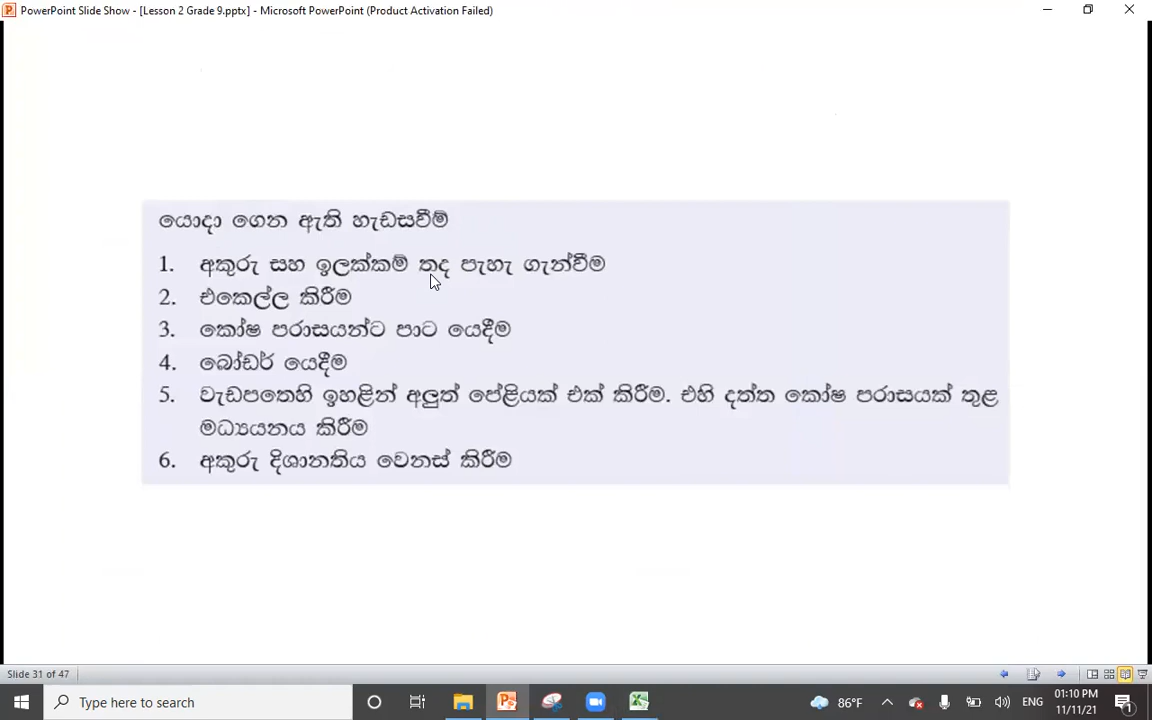 PowerPoint Slide Show - [Lesson 2 Grade 9.pptx] - Microsoft PowerPoint (Product Activation Failed)
යොදා ගෙන ඇති හැඩසවීම්
1. අකුරු සහ ඉලක්කම් තද පැහැ ගැන්වීම
2. එකෙල්ල කිරීම
3. කෝෂ පරාසයන්ට පාට යෙදීම
4. බෝඩර් යෙදීම
5. වැඩපතෙහි ඉහළින් අලුත් පේළියක් එක් කිරීම. එහි දත්ත කෝෂ පරාසයක් තුළ
මධ්‍යයනය කිරීම
6. අකුරු දිශානතිය වෙනස් කිරීම
Slide 31 of 47
Type here to search
86°F
ENG
01:10 PM
11/11/21
1